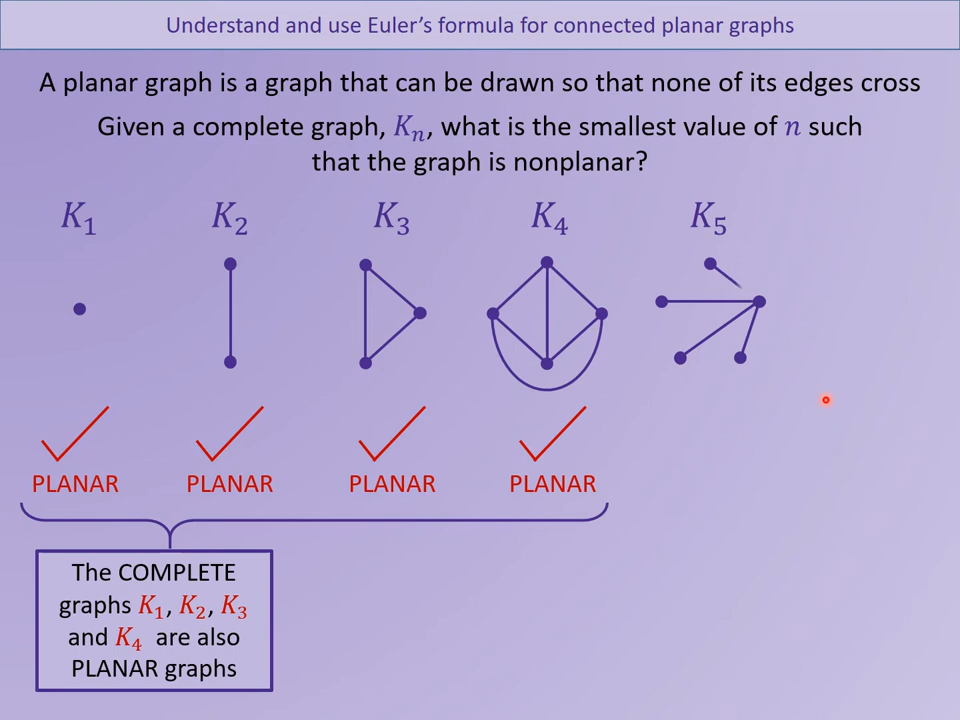 Understand and use Euler’s formula for connected planar graphs
A planar graph is a graph that can be drawn so that none of its edges cross
Given a complete graph, Kₙ, what is the smallest value of n such
that the graph is nonplanar?
K₁ K₂ K₃ K₄ K₅
PLANAR PLANAR PLANAR PLANAR
The COMPLETE
graphs K₁, K₂, K₃
and K₄ are also
PLANAR graphs